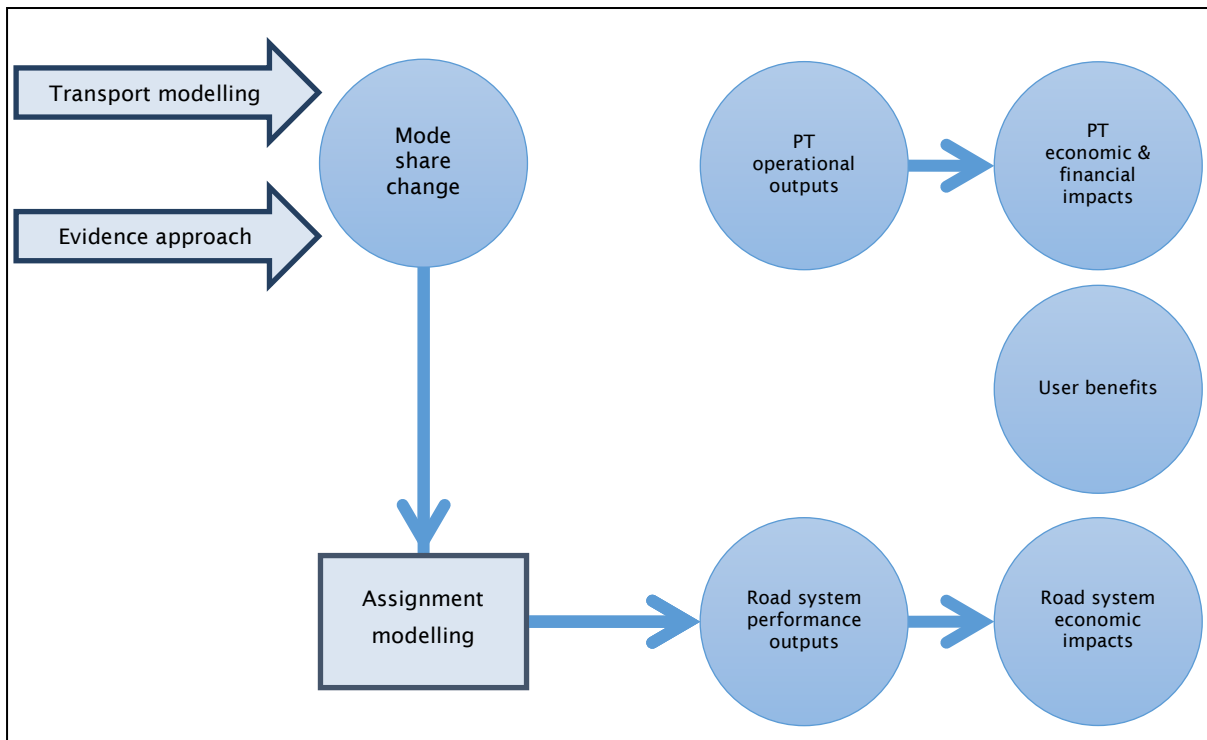 Transport modelling
Evidence approach
Mode
share
change
PT
operational
outputs
PT
economic &
financial
impacts
User benefits
Assignment
modelling
Road system
performance
outputs
Road system
economic
impacts